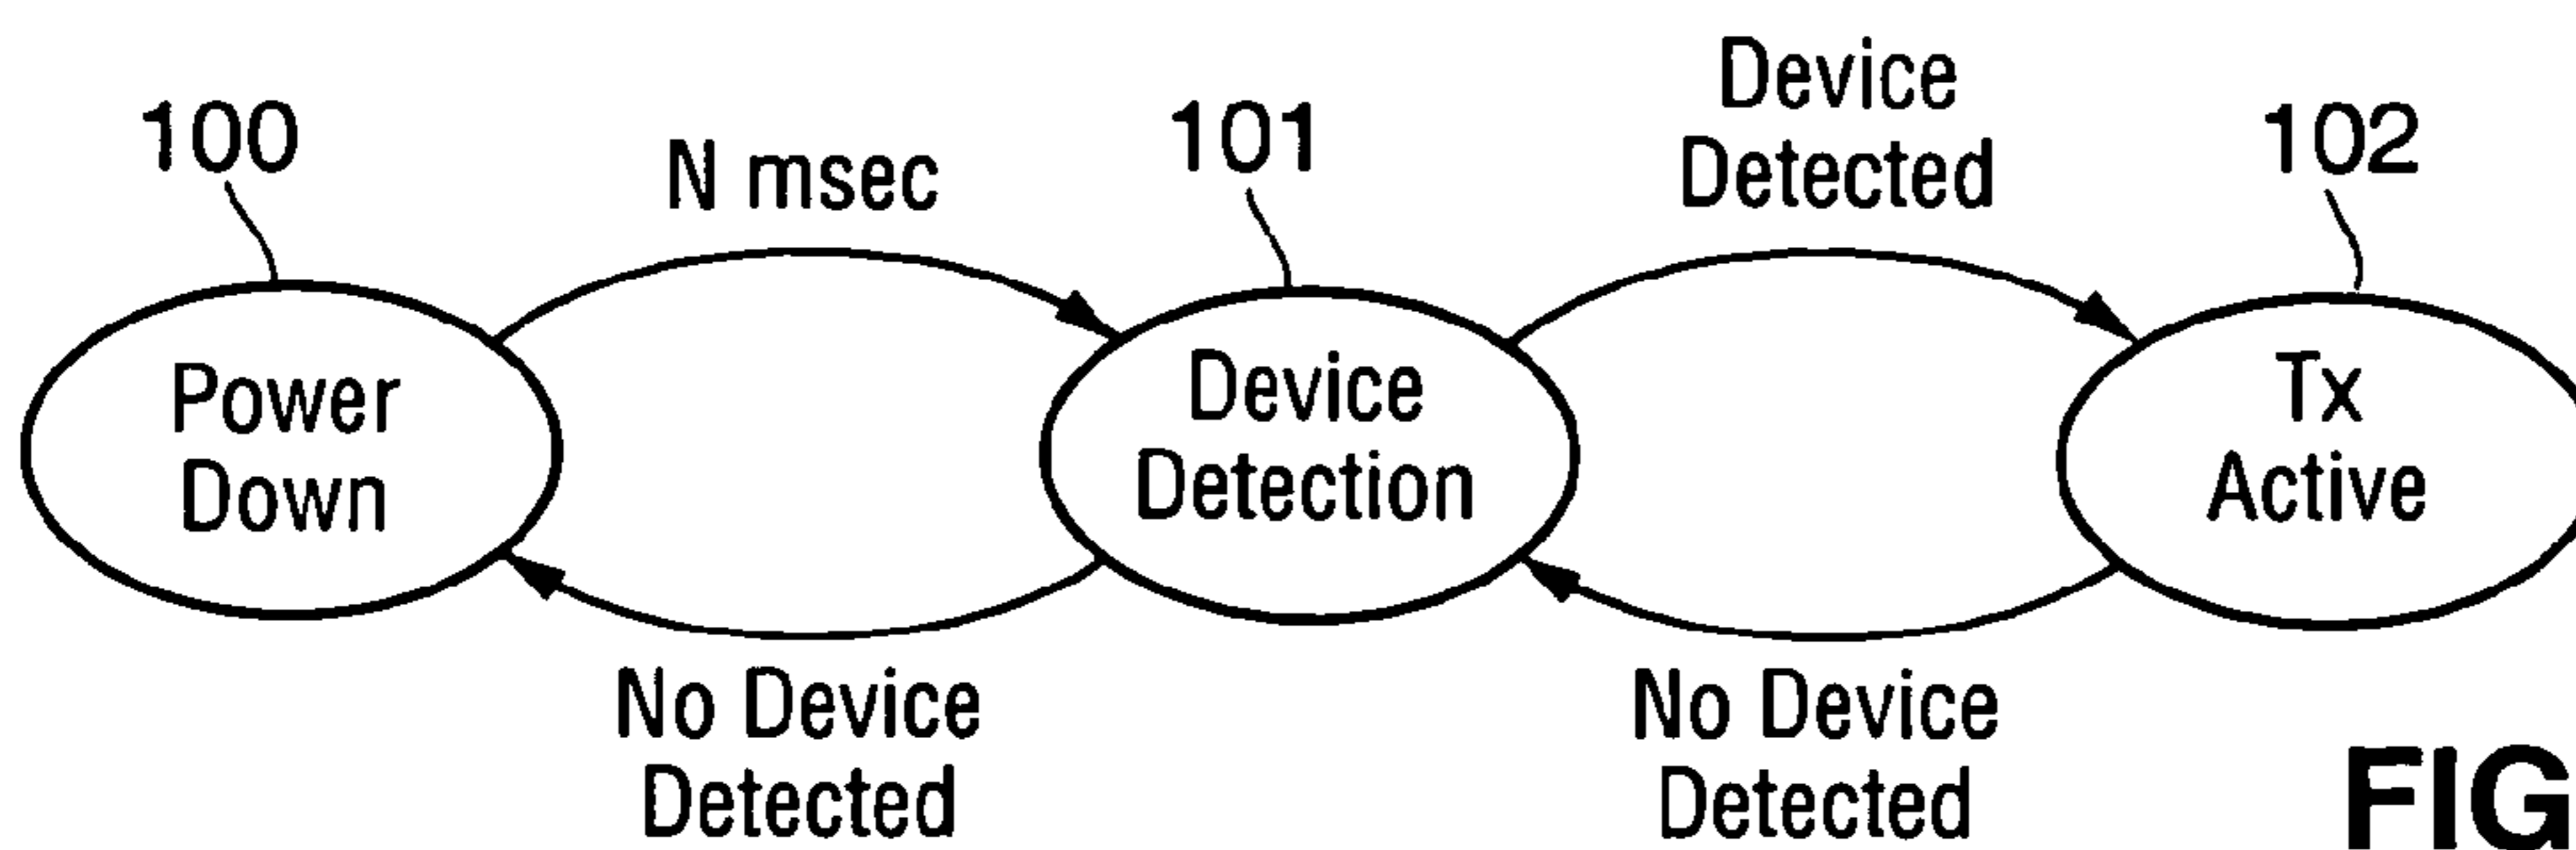 100
N msec
101
Device
Detected
102
Power
Down
Device
Detection
Tx
Active
No Device
Detected
No Device
Detected
FIG